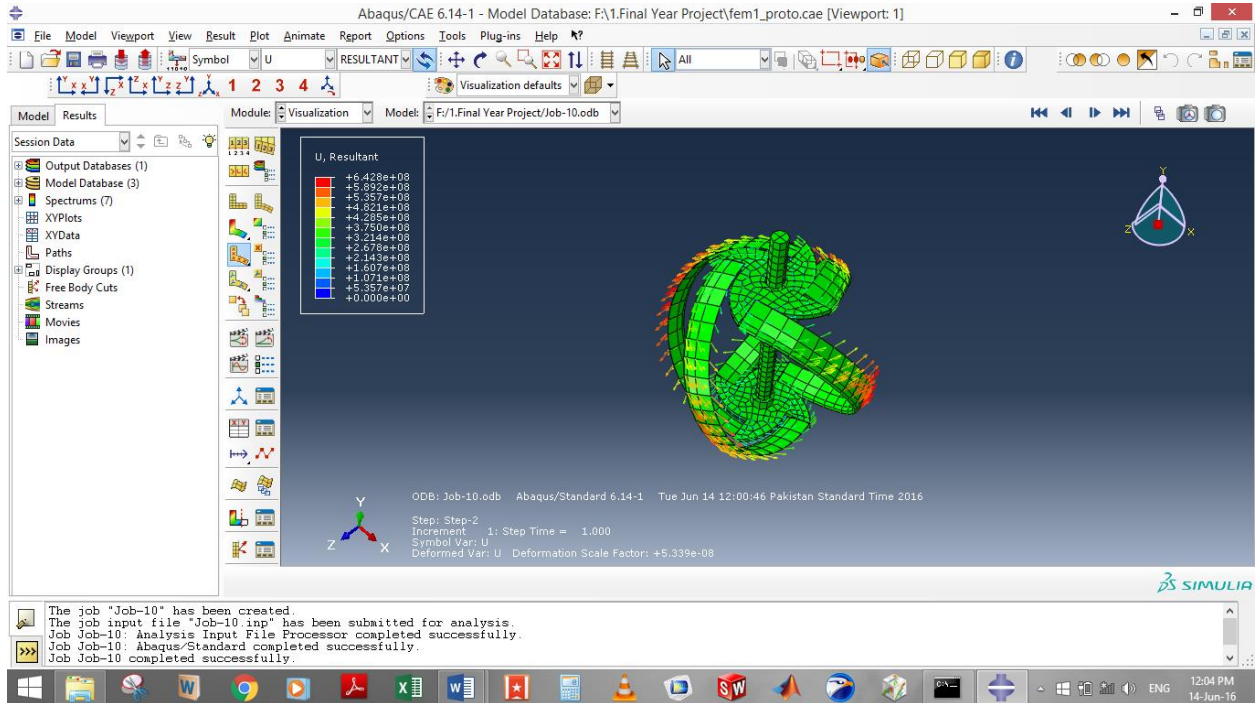 Abaqus/CAE 6.14-1 - Model Database: F:\1.Final Year Project\fem1_proto.cae [Viewport: 1]
File Model Viewport View Result Plot Animate Report Options Tools Plug-ins Help
Symbol U RESULTANT All
1 2 3 4 Visualization defaults
Model Results Module: Visualization Model: F:/1.Final Year Project/Job-10.odb
Session Data
Output Databases (1)
Model Database (3)
Spectrums (7)
XYPlots
XYData
Paths
Display Groups (1)
Free Body Cuts
Streams
Movies
Images
U, Resultant
+6.428e+08
+5.892e+08
+5.357e+08
+4.821e+08
+4.285e+08
+3.750e+08
+3.214e+08
+2.678e+08
+2.143e+08
+1.607e+08
+1.071e+08
+5.357e+07
+0.000e+00
Y
Z
X
Y
Z
X
ODB: Job-10.odb Abaqus/Standard 6.14-1 Tue Jun 14 12:00:46 Pakistan Standard Time 2016
Step: Step-2
Increment 1: Step Time = 1.000
Symbol Var: U
Deformed Var: U Deformation Scale Factor: +5.339e-08
SIMULIA
The job "Job-10" has been created.
The job input file "Job-10.inp" has been submitted for analysis.
Job Job-10: Analysis Input File Processor completed successfully.
Job Job-10: Abaqus/Standard completed successfully.
Job Job-10 completed successfully.
ENG
12:04 PM
14-Jun-16